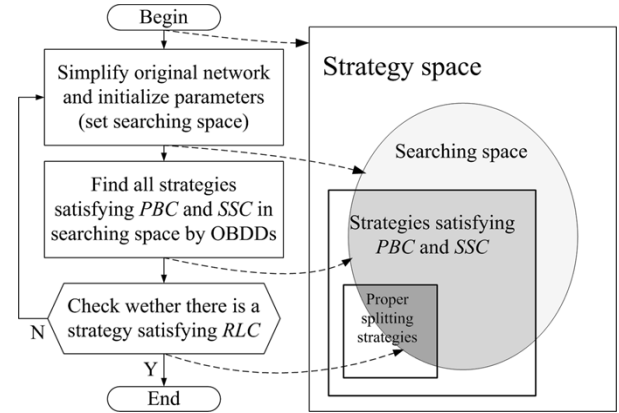 Begin
Simplify original network
and initialize parameters
(set searching space)
Find all strategies
satisfying PBC and SSC in
searching space by OBDDs
Check wether there is a
strategy satisfying RLC
N
Y
End
Strategy space
Searching space
Strategies satisfying
PBC and SSC
Proper
splitting
strategies